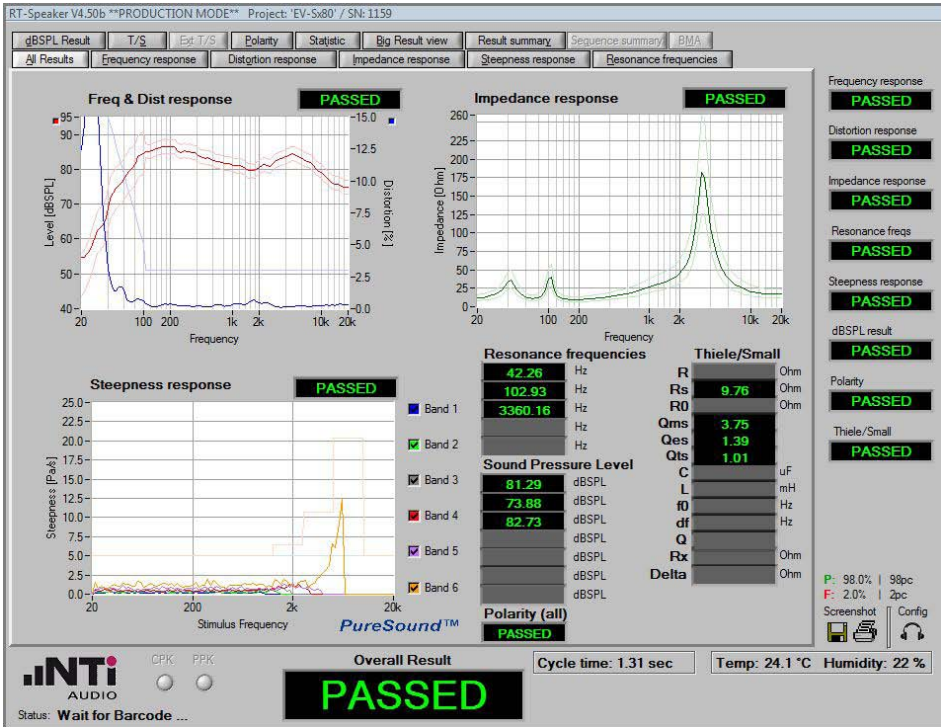 RT-Speaker V4.50b **PRODUCTION MODE** Project: 'EV-Sx80' / SN: 1159
dBSPL Result T/S Ext T/S Polarity Statistic Big Result view Result summary Sequence summary BMA
All Results Frequency response Distortion response Impedance response Steepness response Resonance frequencies
Freq & Dist response PASSED
95
90
80
70
60
50
40
Level [dBSPL]
15.0
12.5
10.0
7.5
5.0
2.5
0.0
Distortion [%]
20 100 200 1k 2k 10k 20k
Frequency
Impedance response PASSED
260
225
200
175
150
125
100
75
50
25
0
Impedance [Ohm]
20 100 200 1k 2k 10k 20k
Frequency
Frequency response
PASSED
Distortion response
PASSED
Impedance response
PASSED
Resonance freqs
PASSED
Steepness response
PASSED
dBSPL result
PASSED
Polarity
PASSED
Thiele/Small
PASSED
Steepness response PASSED
25.0
22.5
20.0
17.5
15.0
12.5
10.0
7.5
5.0
2.5
0.0
Steepness [Pa/s]
20 200 2k 20k
Stimulus Frequency
PureSound™
Band 1
Band 2
Band 3
Band 4
Band 5
Band 6
Resonance frequencies
42.26 Hz
102.93 Hz
3360.16 Hz
Hz
Hz
Sound Pressure Level
81.29 dBSPL
73.88 dBSPL
82.73 dBSPL
dBSPL
dBSPL
dBSPL
dBSPL
Polarity (all)
PASSED
Thiele/Small
R Ohm
Rs 9.76 Ohm
R0 Ohm
Qms 3.75
Qes 1.39
Qts 1.01
C uF
L mH
f0 Hz
df Hz
Q
Rx Ohm
Delta Ohm
P: 98.0% | 98pc
F: 2.0% | 2pc
Screenshot Config
NTi
AUDIO
CPK PPK
Status: Wait for Barcode ...
Overall Result
PASSED
Cycle time: 1.31 sec
Temp: 24.1 °C Humidity: 22 %